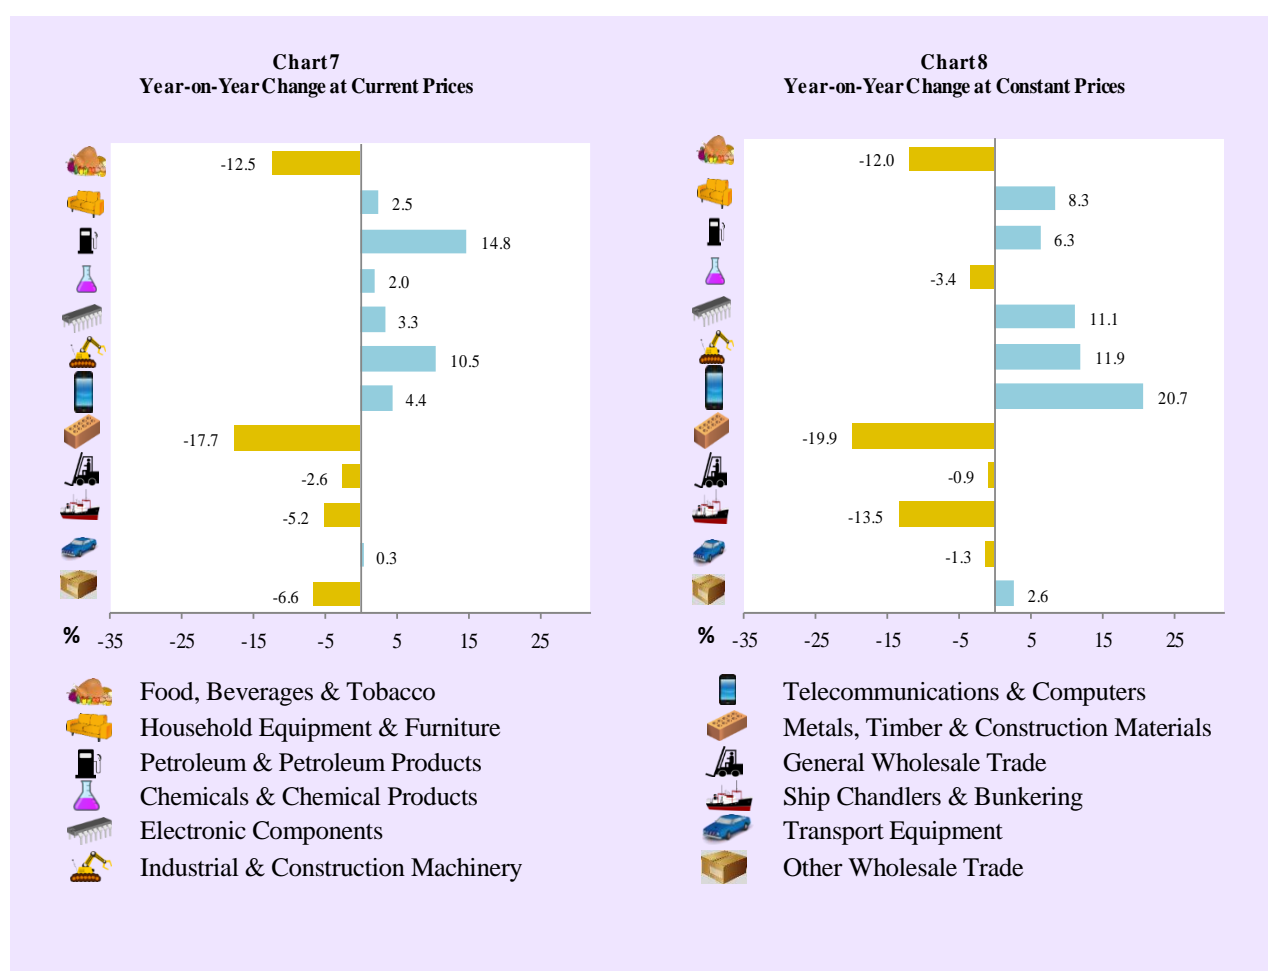 Chart 7
Year-on-Year Change at Current Prices
-12.5
2.5
14.8
2.0
3.3
10.5
4.4
-17.7
-2.6
-5.2
0.3
-6.6
% -35 -25 -15 -5 5 15 25
Chart 8
Year-on-Year Change at Constant Prices
-12.0
8.3
6.3
-3.4
11.1
11.9
20.7
-19.9
-0.9
-13.5
-1.3
2.6
% -35 -25 -15 -5 5 15 25
Food, Beverages & Tobacco
Household Equipment & Furniture
Petroleum & Petroleum Products
Chemicals & Chemical Products
Electronic Components
Industrial & Construction Machinery
Telecommunications & Computers
Metals, Timber & Construction Materials
General Wholesale Trade
Ship Chandlers & Bunkering
Transport Equipment
Other Wholesale Trade